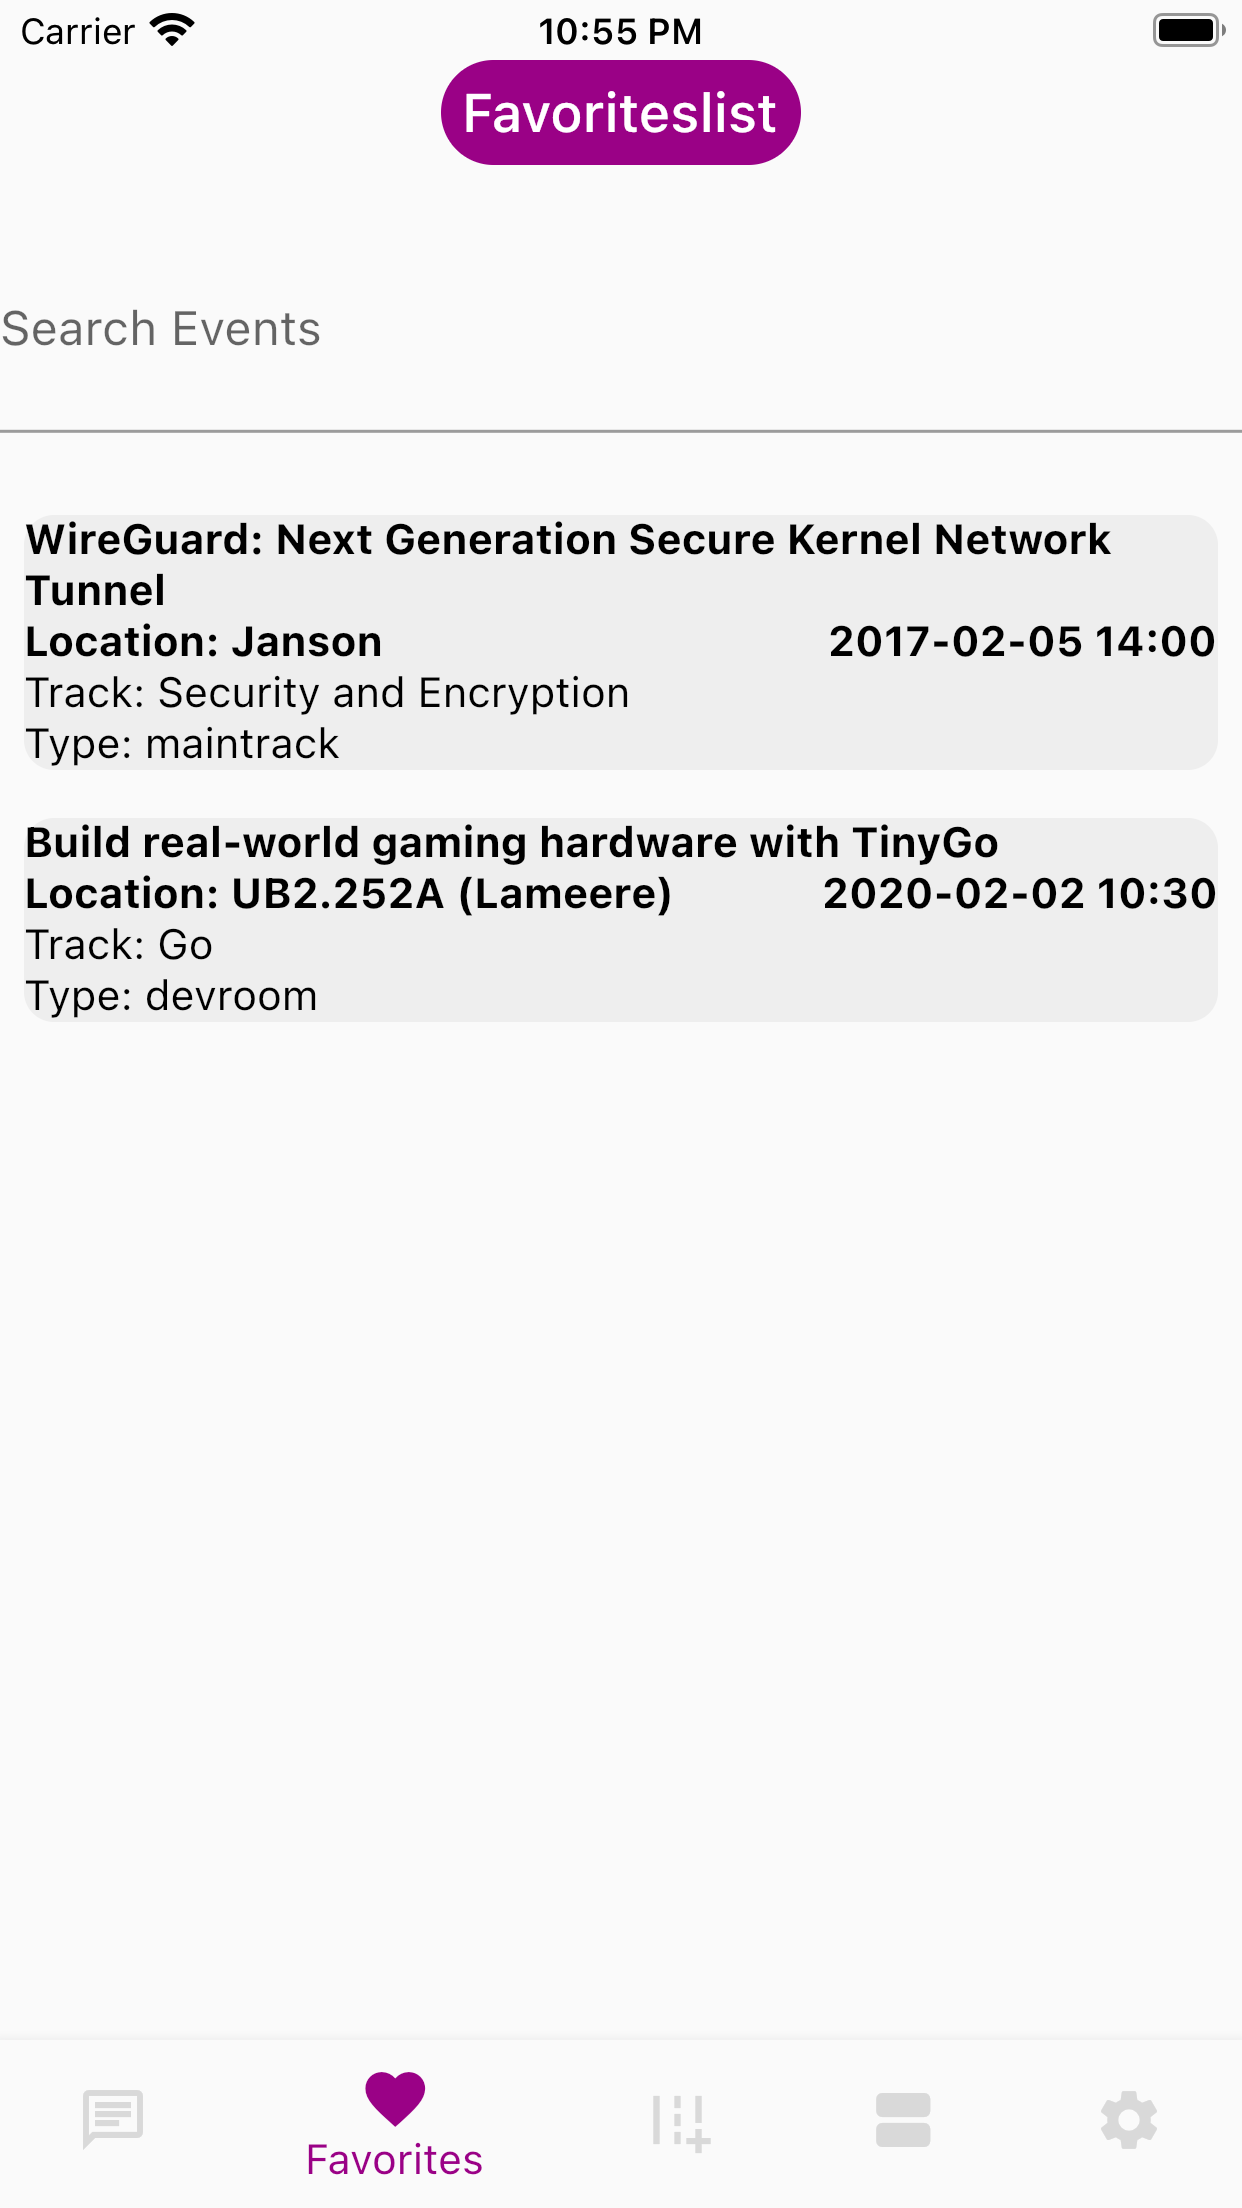 Carrier 10:55 PM
Favoriteslist
Search Events
WireGuard: Next Generation Secure Kernel Network
Tunnel
Location: Janson 2017-02-05 14:00
Track: Security and Encryption
Type: maintrack
Build real-world gaming hardware with TinyGo
Location: UB2.252A (Lameere) 2020-02-02 10:30
Track: Go
Type: devroom
Favorites